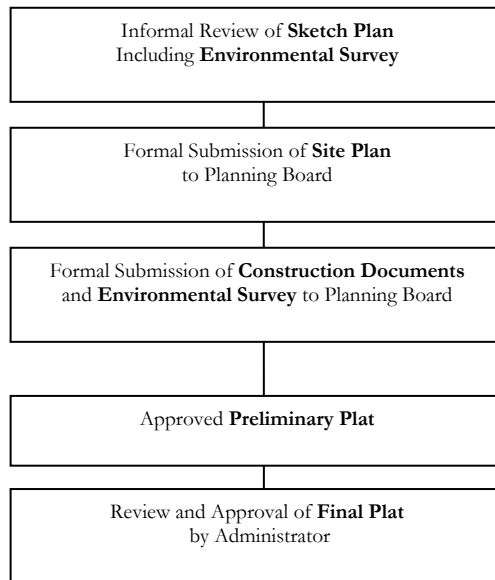 Informal Review of Sketch Plan
Including Environmental Survey
Formal Submission of Site Plan
to Planning Board
Formal Submission of Construction Documents
and Environmental Survey to Planning Board
Approved Preliminary Plat
Review and Approval of Final Plat
by Administrator